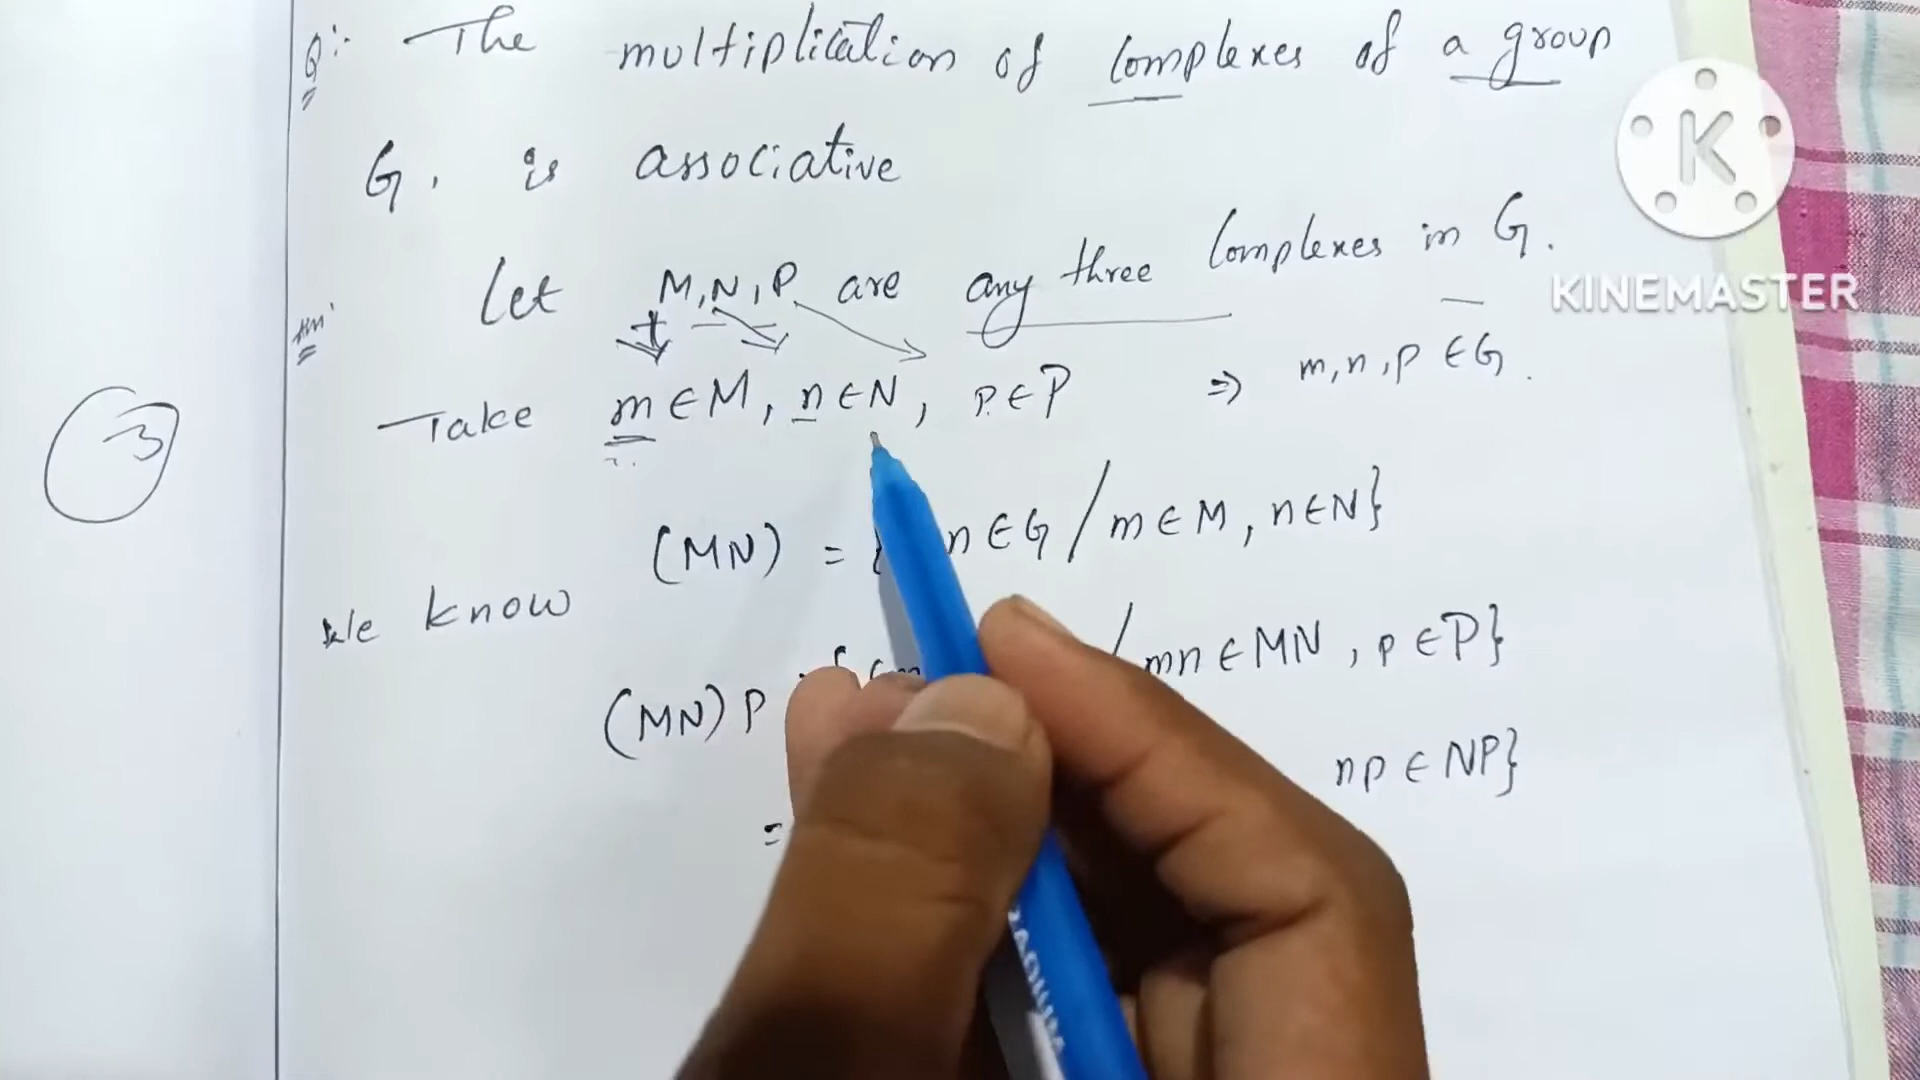 Q:- The multiplication of complexes of a group
G, is associative
Let M, N, P are any three complexes in G.
Take m ∈ M, n ∈ N, p ∈ P ⇒ m, n, p ∈ G.
(MN) = { n ∈ G / m ∈ M, n ∈ N}
We know
(MN) P / mn ∈ MN, p ∈ P}
= np ∈ NP}
3
K
KINEMASTER